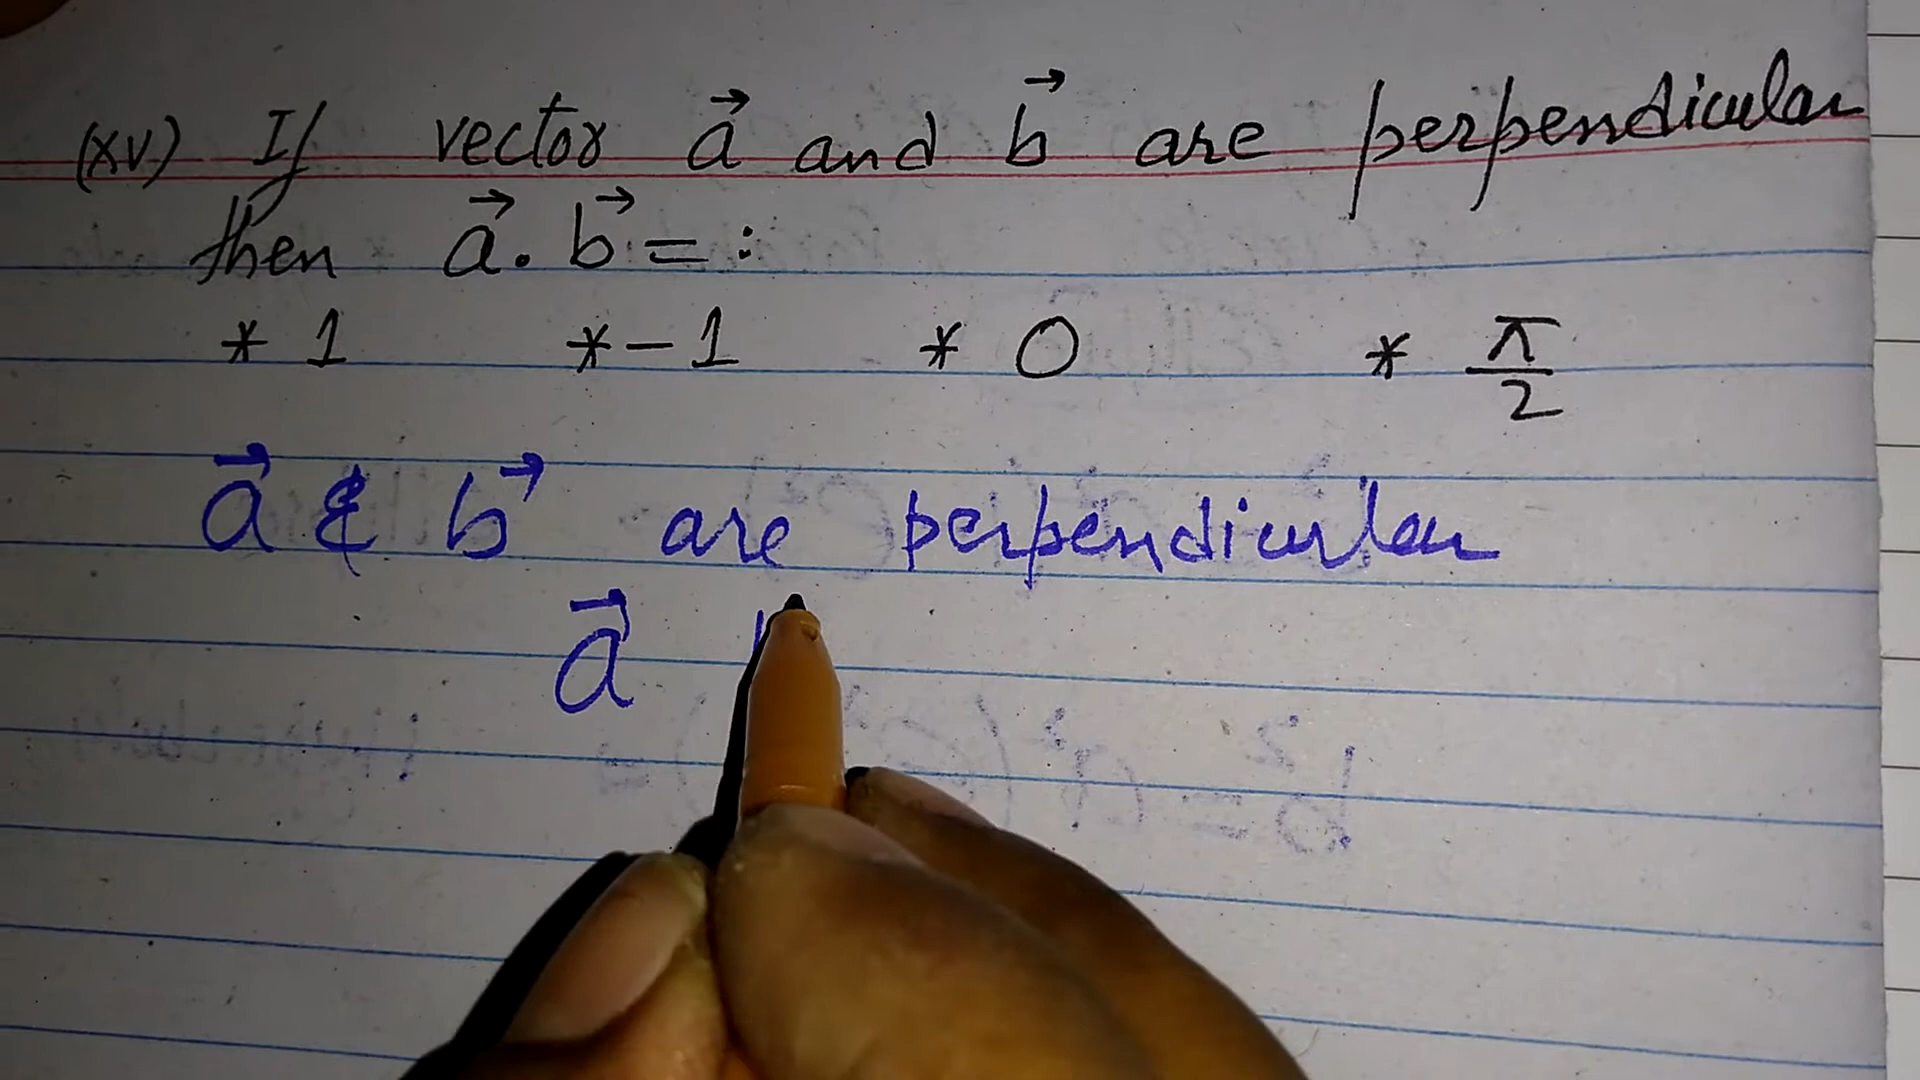 (xv) If vector a⃗ and b⃗ are perpendicular
then a⃗ . b⃗ = :
* 1 * -1 * 0 * π/2
a⃗ & b⃗ are perpendicular
a⃗